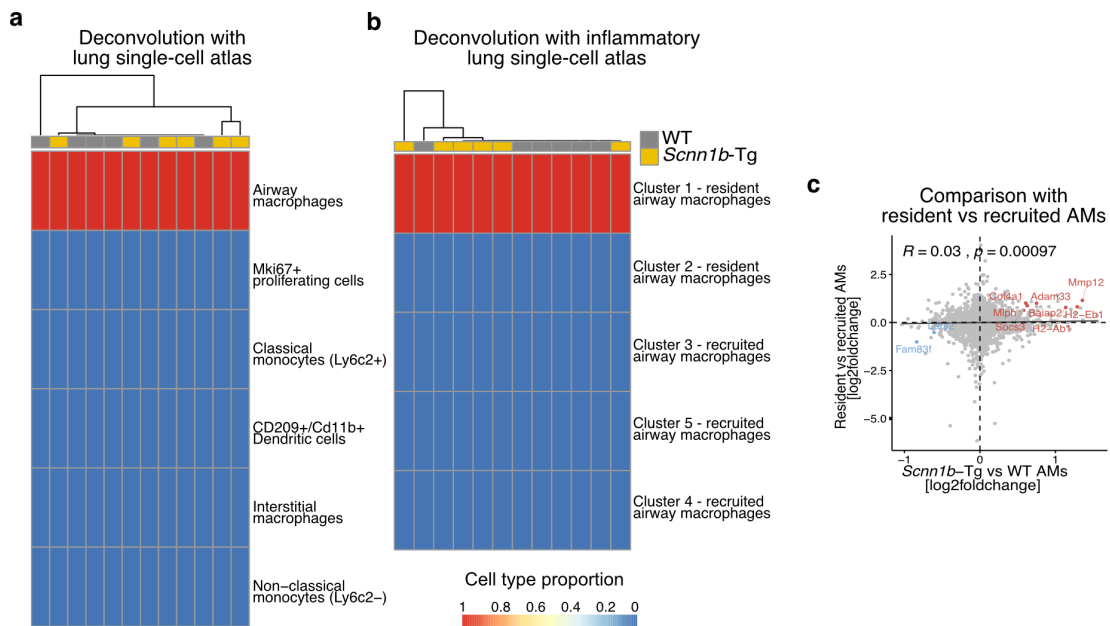 a
Deconvolution with
lung single-cell atlas
Airway
macrophages
Mki67+
proliferating cells
Classical
monocytes (Ly6c2+)
CD209+/Cd11b+
Dendritic cells
Interstitial
macrophages
Non−classical
monocytes (Ly6c2−)
b
Deconvolution with inflammatory
lung single-cell atlas
WT
Scnn1b-Tg
Cluster 1 - resident
airway macrophages
Cluster 2 - resident
airway macrophages
Cluster 3 - recruited
airway macrophages
Cluster 5 - recruited
airway macrophages
Cluster 4 - recruited
airway macrophages
Cell type proportion
1 0.8 0.6 0.4 0.2 0
c
Comparison with
resident vs recruited AMs
R = 0.03 , p = 0.00097
Resident vs recruited AMs
[log2foldchange]
2.5
0.0
−2.5
−5.0
Mmp12
Col4a1 Adam33
Mlph Baiap2 H2−Eb1
Socs3 H2−Ab1
Fam83f
−1 0 1
Scnn1b−Tg vs WT AMs
[log2foldchange]